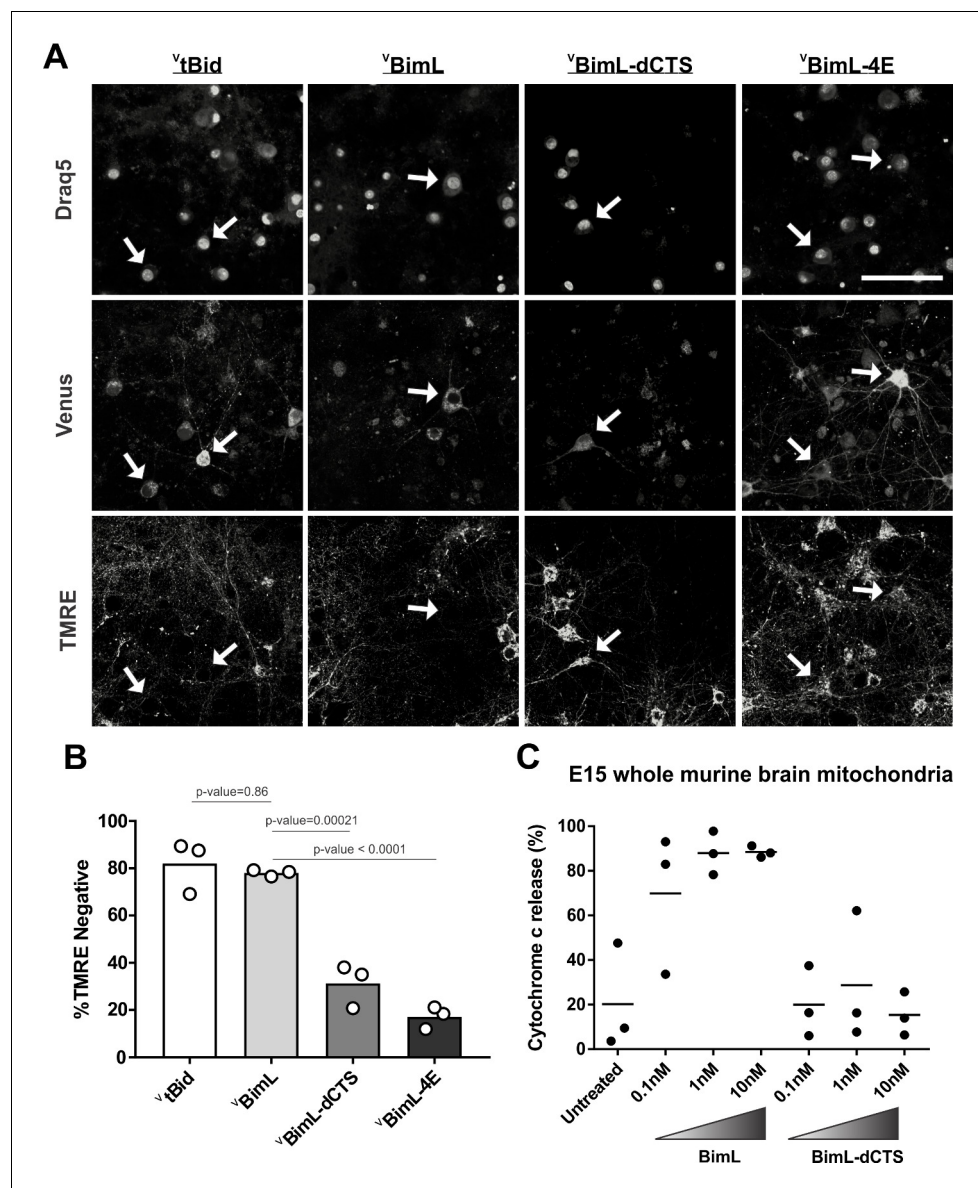 A
ᵛtBid ᵛBimL ᵛBimL-dCTS ᵛBimL-4E
Draq5
Venus
TMRE
B
p-value=0.86
p-value=0.00021
p-value < 0.0001
%TMRE Negative
100
80
60
40
20
0
ᵛtBid ᵛBimL ᵛBimL-dCTS ᵛBimL-4E
C
E15 whole murine brain mitochondria
Cytochrome c release (%)
100
80
60
40
20
0
Untreated 0.1nM 1nM 10nM 0.1nM 1nM 10nM
BimL BimL-dCTS